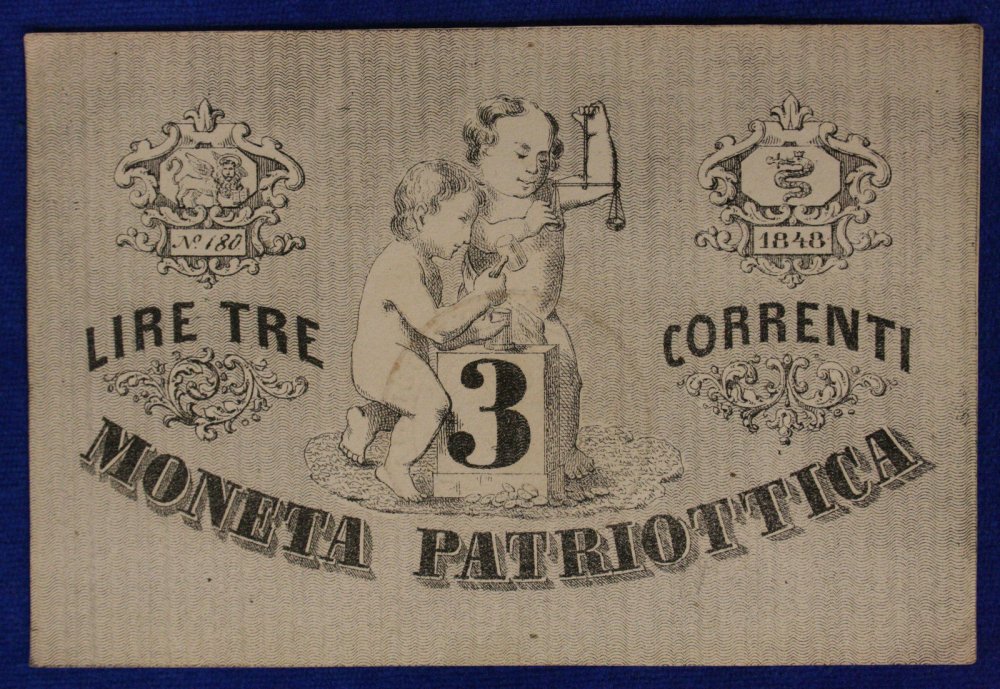 Nº 180
1848
LIRE TRE
CORRENTI
3
MONETA PATRIOTTICA